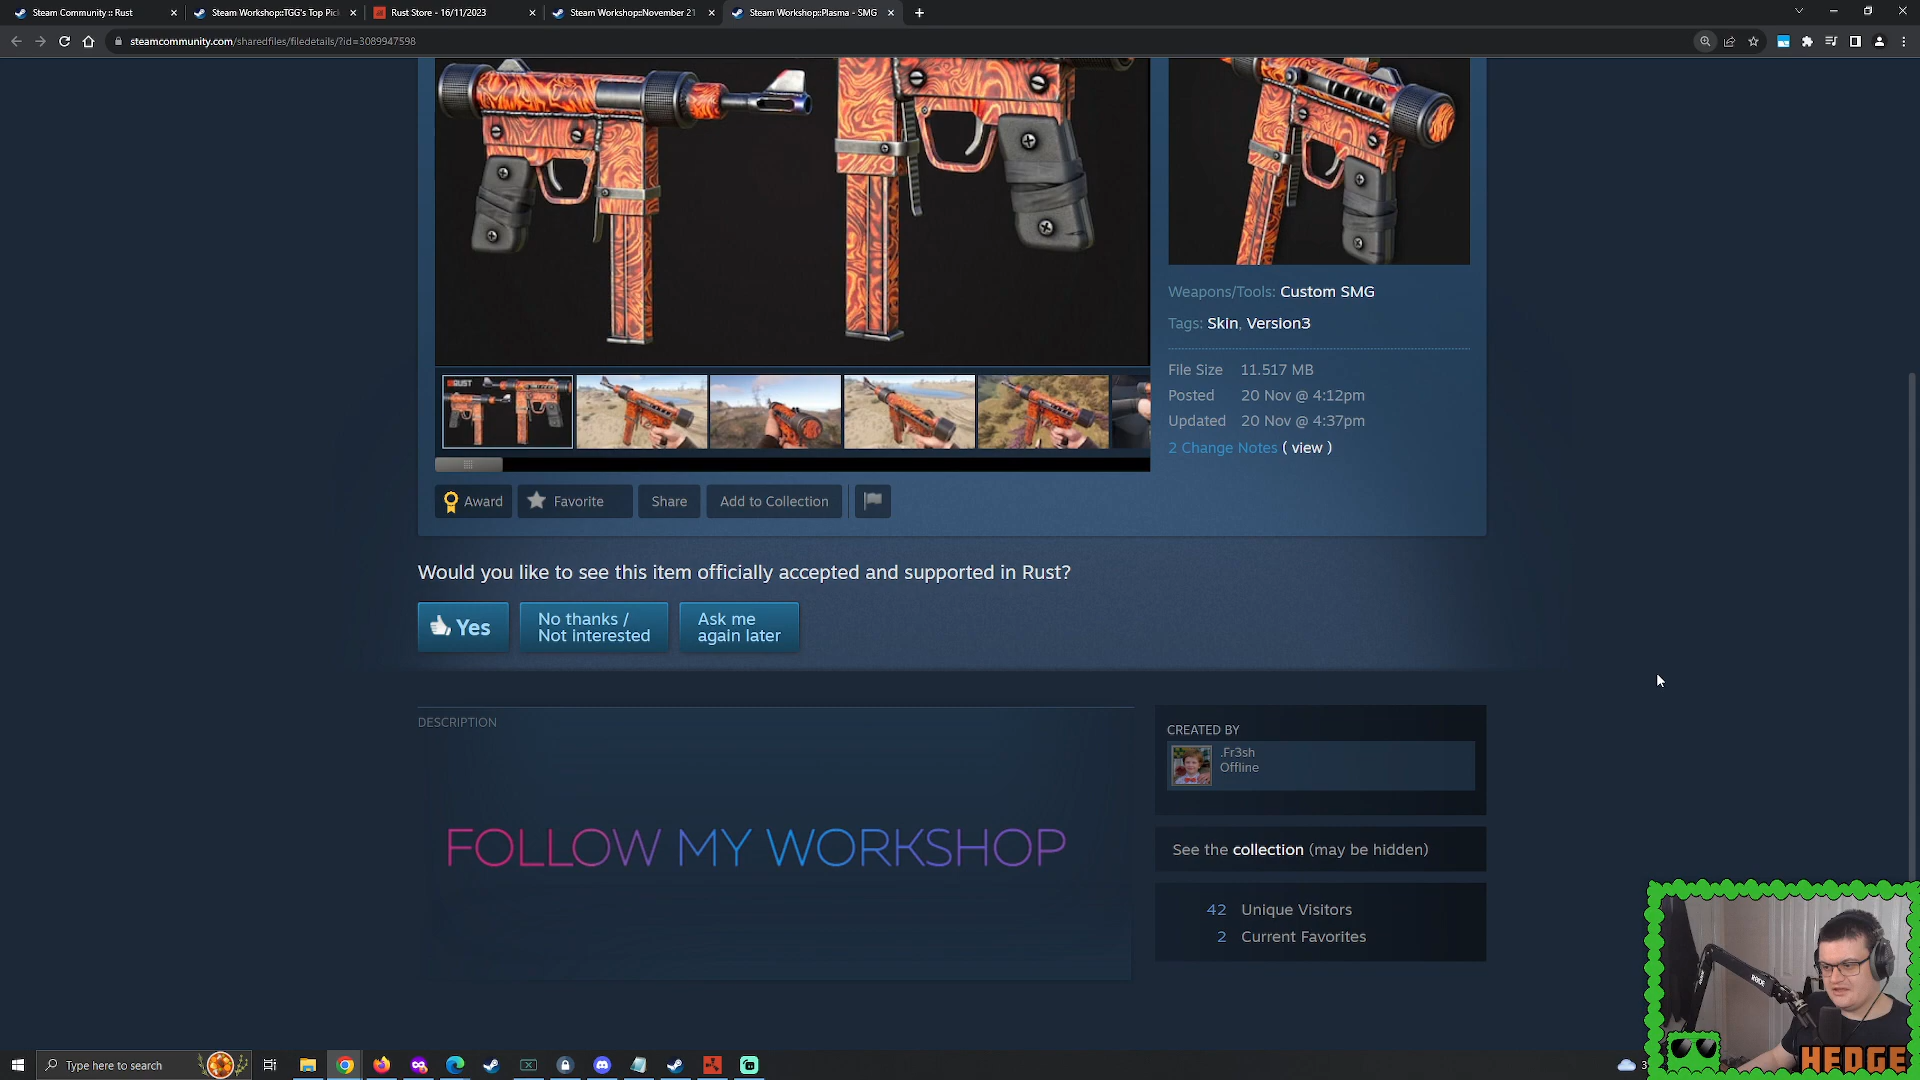 Steam Community :: Rust
Steam Workshop::TGG's Top Pic
Rust Store - 16/11/2023
Steam Workshop::November 21
Steam Workshop::Plasma - SMG
steamcommunity.com/sharedfiles/filedetails/?id=3089947598
Weapons/Tools: Custom SMG
Tags: Skin, Version3
File Size 11.517 MB
Posted 20 Nov @ 4:12pm
Updated 20 Nov @ 4:37pm
2 Change Notes ( view )
RUST
Award
Favorite
Share
Add to Collection
Would you like to see this item officially accepted and supported in Rust?
Yes
No thanks /
Not interested
Ask me
again later
DESCRIPTION
FOLLOW MY WORKSHOP
CREATED BY
.Fr3sh
Offline
See the collection (may be hidden)
42 Unique Visitors
2 Current Favorites
RØDE
HEDGE
Type here to search